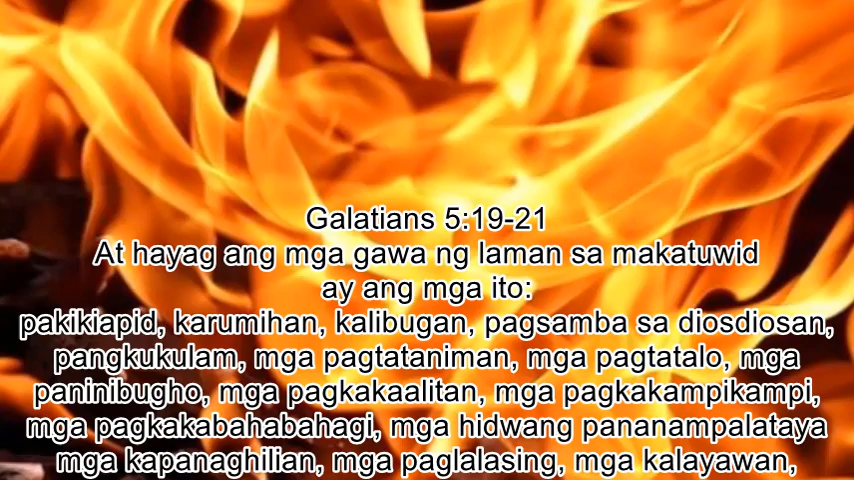 Galatians 5:19-21
At hayag ang mga gawa ng laman sa makatuwid
ay ang mga ito:
pakikiapid, karumihan, kalibugan, pagsamba sa diosdiosan,
pangkukulam, mga pagtataniman, mga pagtatalo, mga
paninibugho, mga pagkakaalitan, mga pagkakampikampi,
mga pagkakabahabahagi, mga hidwang pananampalataya
mga kapanaghilian, mga paglalasing, mga kalayawan,